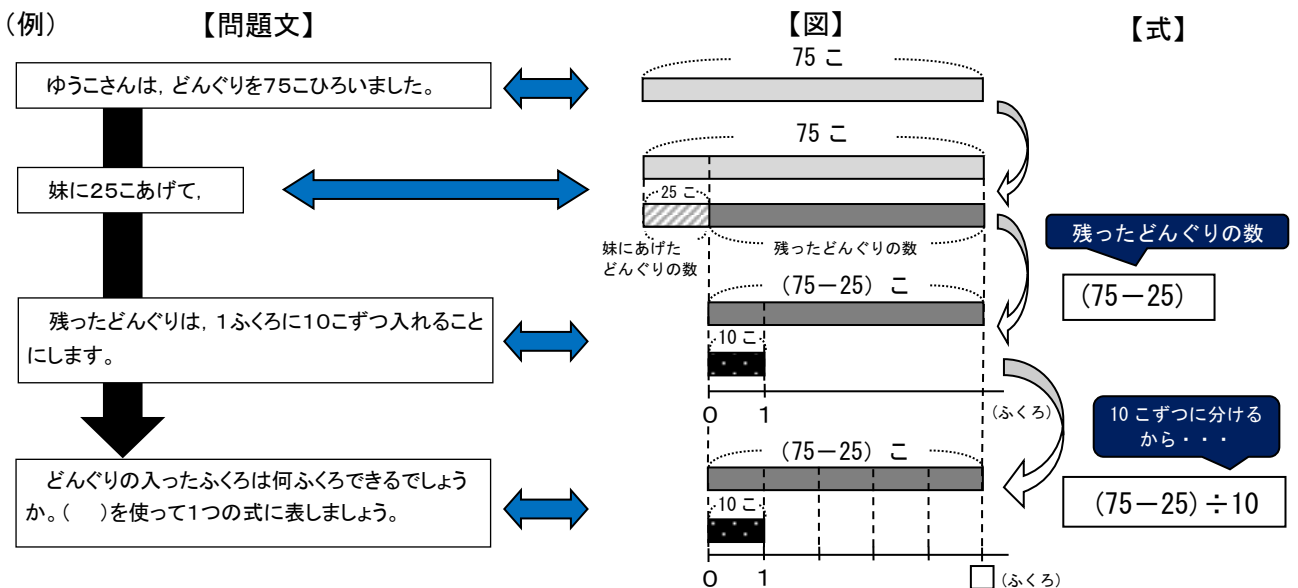 (例)
【問題文】
【図】
【式】
ゆうこさんは，どんぐりを７５こひろいました。
75 こ
妹に２５こあげて，
75 こ
25 こ
妹にあげた
どんぐりの数
残ったどんぐりの数
残ったどんぐりの数
(75－25)
残ったどんぐりは，１ふくろに１０こずつ入れること
にします。
(75－25) こ
10 こ
0 1 (ふくろ)
10 こずつに分ける
から・・・
(75－25)÷10
どんぐりの入ったふくろは何ふくろできるでしょう
か。(　)を使って１つの式に表しましょう。
(75－25) こ
10 こ
0 1 □ (ふくろ)